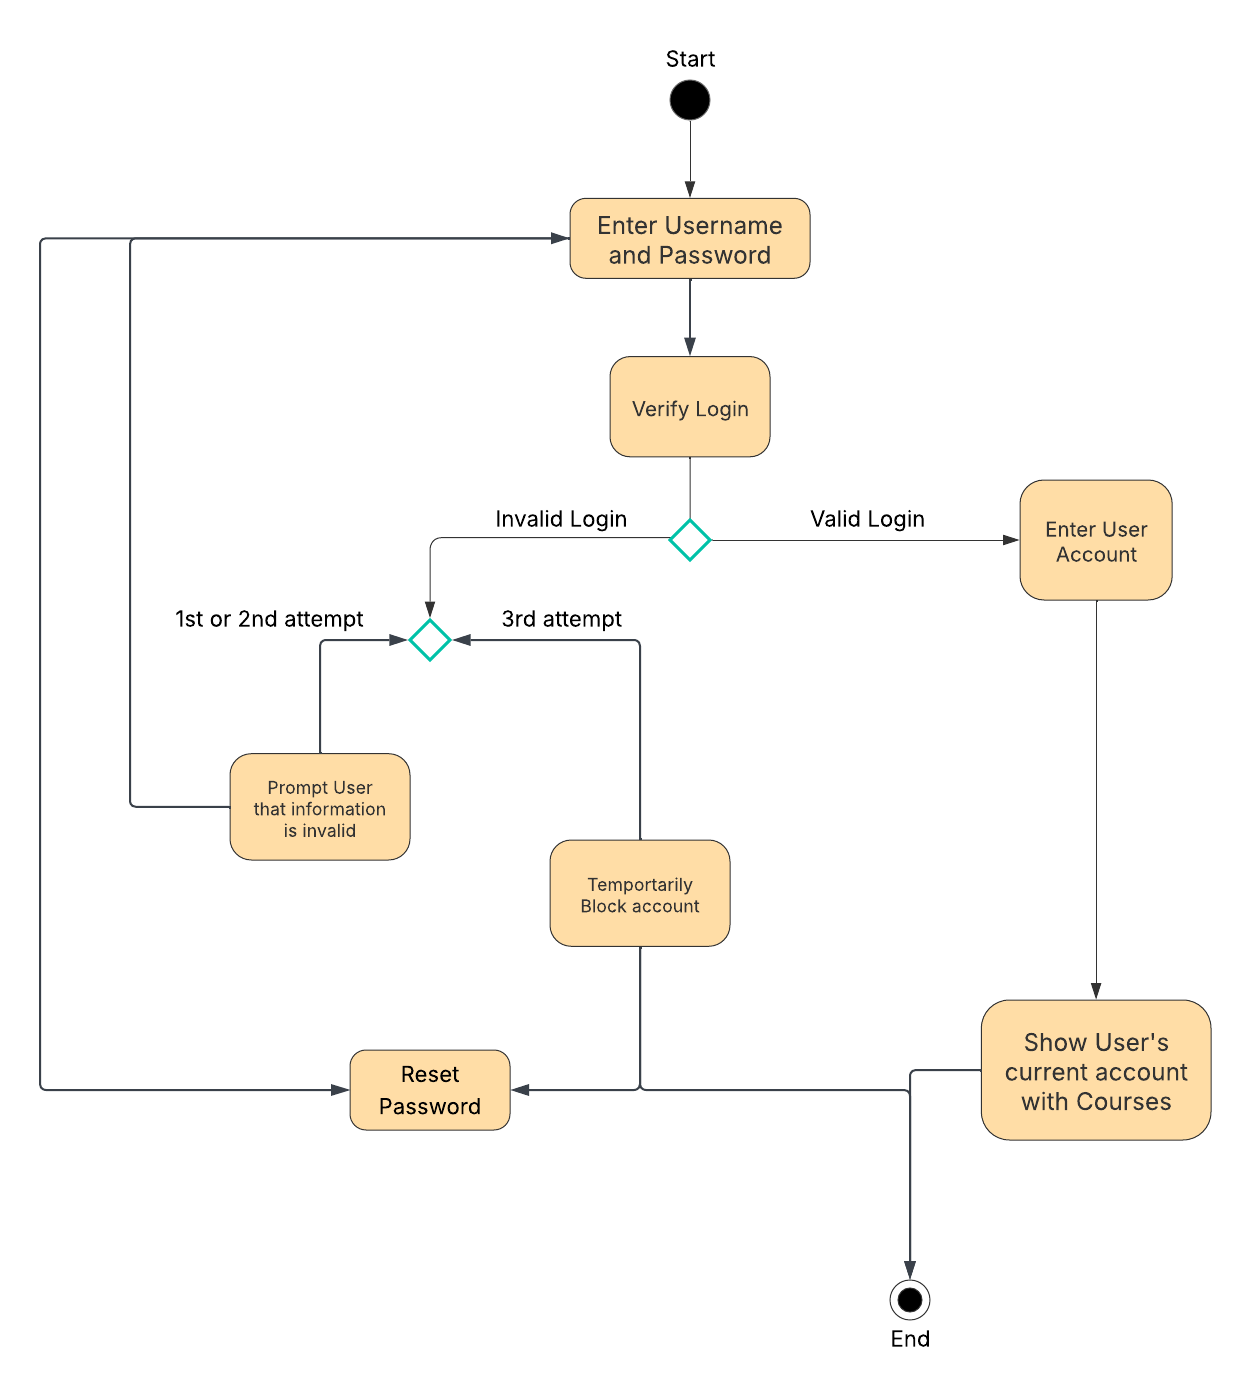 Start
Enter Username
and Password
Verify Login
Invalid Login
Valid Login
Enter User
Account
1st or 2nd attempt
3rd attempt
Prompt User
that information
is invalid
Temportarily
Block account
Reset
Password
Show User's
current account
with Courses
End